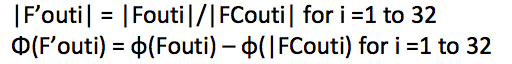 |F’outi| = |Fouti|/|FCouti| for i =1 to 32
Φ(F’outi) = ϕ(Fouti) – ϕ(|FCouti) for i =1 to 32